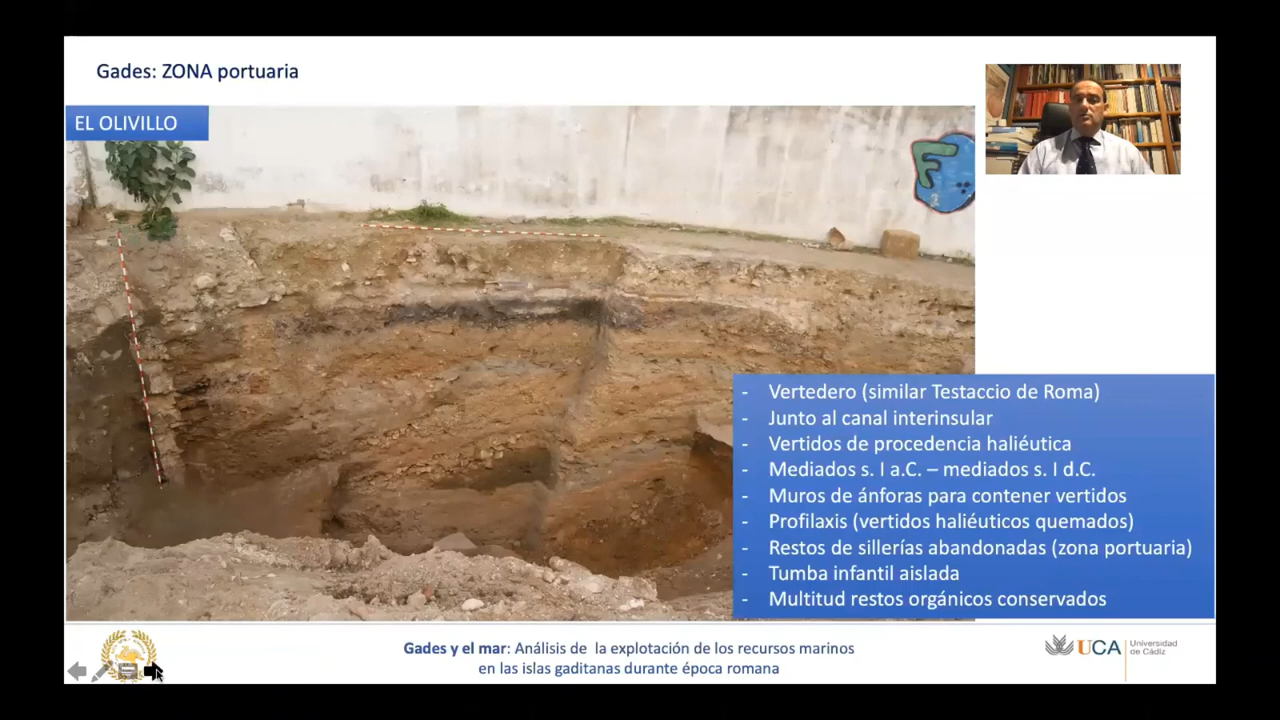 Gades: ZONA portuaria
EL OLIVILLO
F
- Vertedero (similar Testaccio de Roma)
- Junto al canal interinsular
- Vertidos de procedencia haliéutica
- Mediados s. I a.C. – mediados s. I d.C.
- Muros de ánforas para contener vertidos
- Profilaxis (vertidos haliéuticos quemados)
- Restos de sillerías abandonadas (zona portuaria)
- Tumba infantil aislada
- Multitud restos orgánicos conservados
Gades y el mar: Análisis de la explotación de los recursos marinos
en las islas gaditanas durante época romana
UCA
Universidad
de Cádiz